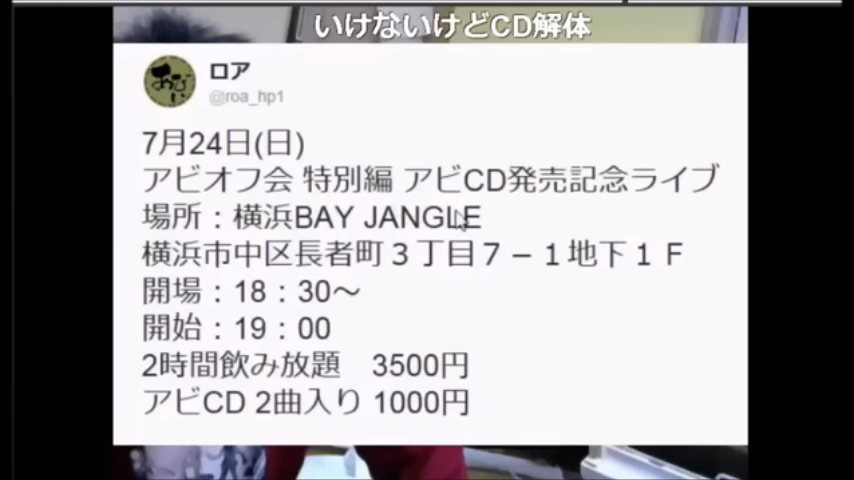 いけないけどCD解体
ロア
@roa_hp1
7月24日(日)
アビオフ会 特別編 アビCD発売記念ライブ
場所：横浜BAY JANGLE
横浜市中区長者町３丁目７－１地下１Ｆ
開場：18：30～
開始：19：00
2時間飲み放題　3500円
アビCD 2曲入り 1000円